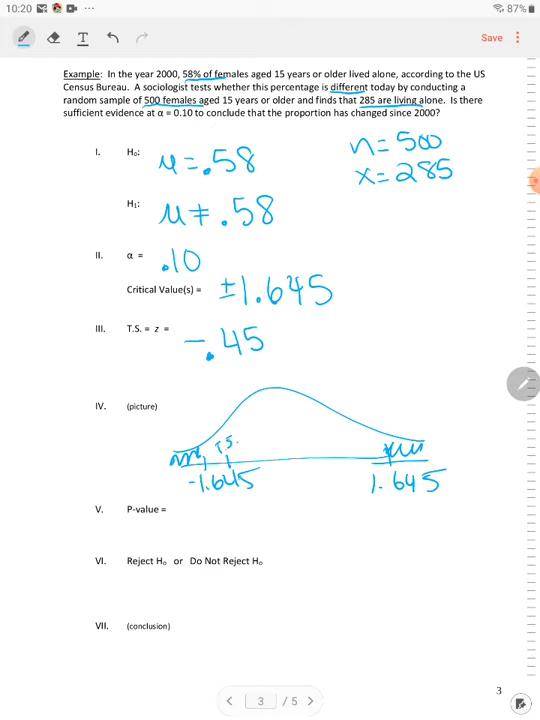 10:20 87%
T Save
Example: In the year 2000, 58% of females aged 15 years or older lived alone, according to the US
Census Bureau. A sociologist tests whether this percentage is different today by conducting a
random sample of 500 females aged 15 years or older and finds that 285 are living alone. Is there
sufficient evidence at α = 0.10 to conclude that the proportion has changed since 2000?
n = 500
x = 285
I. H₀: μ = .58
H₁: μ ≠ .58
II. α = .10
Critical Value(s) = ±1.645
III. T.S. = z = -.45
IV. (picture)
T.S.
-1.645 1.645
V. P-value =
VI. Reject H₀ or Do Not Reject H₀
VII. (conclusion)
3
< 3 / 5 >